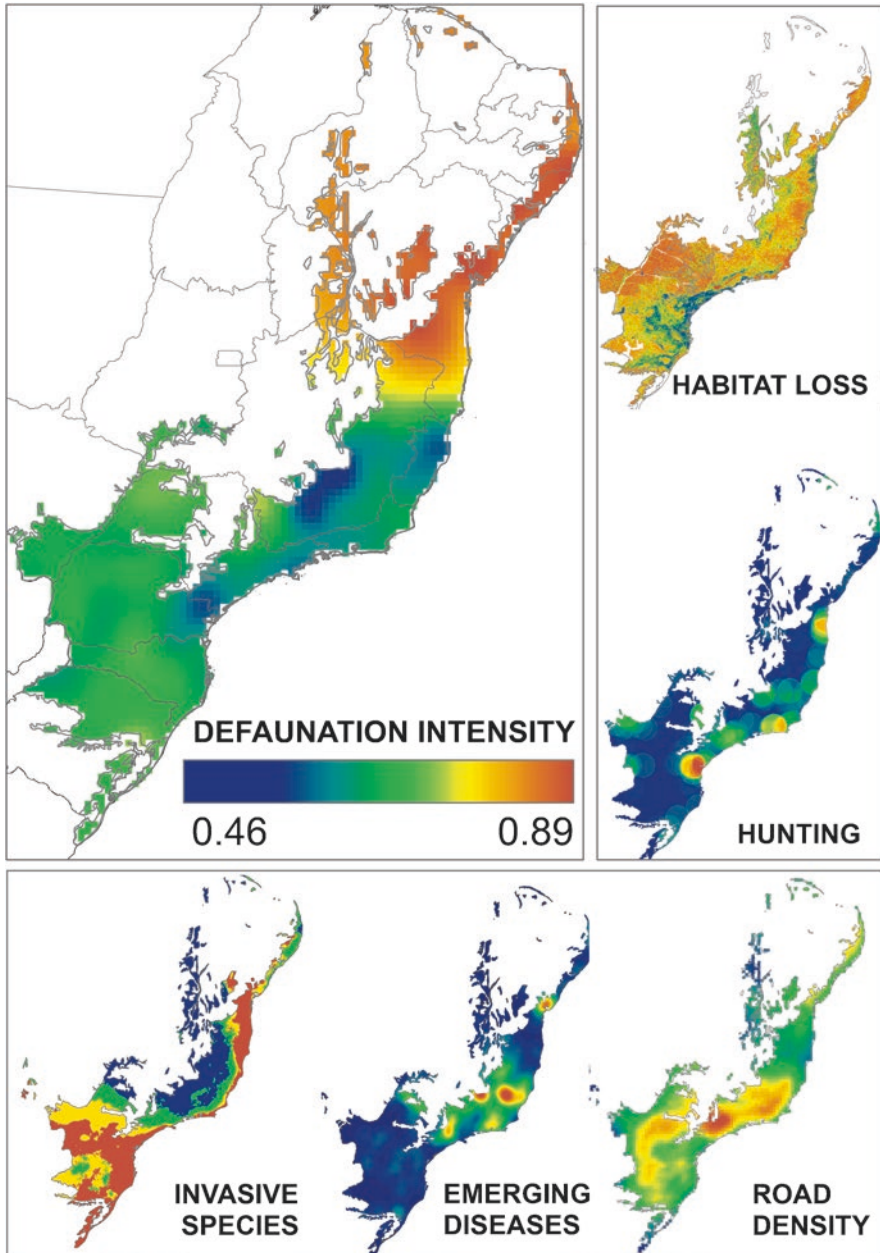 DEFAUNATION INTENSITY
0.46 0.89
HABITAT LOSS
HUNTING
INVASIVE
SPECIES
EMERGING
DISEASES
ROAD
DENSITY